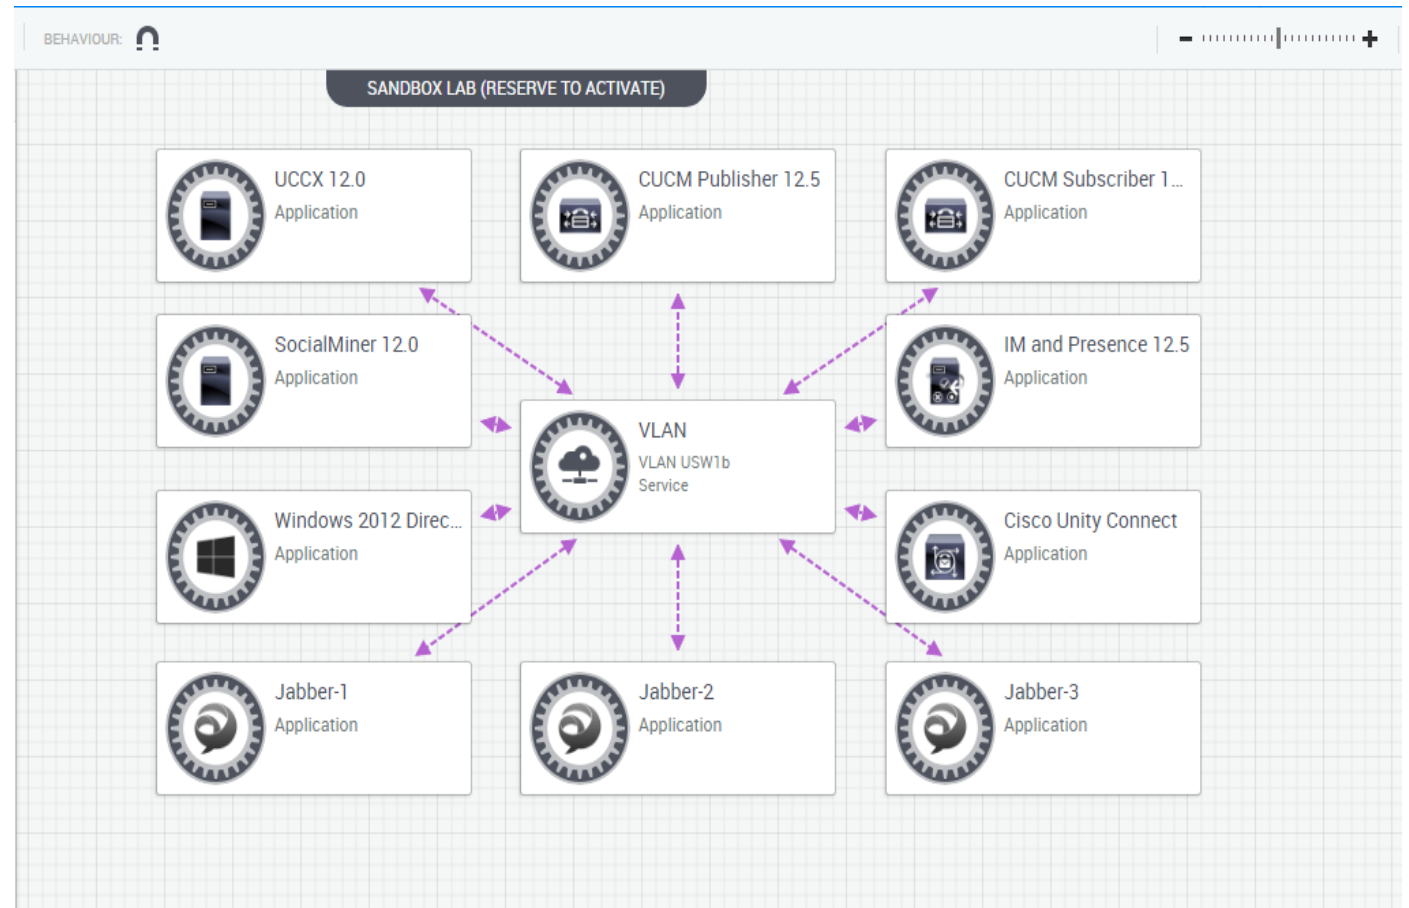 BEHAVIOUR:
SANDBOX LAB (RESERVE TO ACTIVATE)
UCCX 12.0
Application
CUCM Publisher 12.5
Application
CUCM Subscriber 1...
Application
SocialMiner 12.0
Application
IM and Presence 12.5
Application
VLAN
VLAN USW1b
Service
Windows 2012 Direc...
Application
Cisco Unity Connect
Application
Jabber-1
Application
Jabber-2
Application
Jabber-3
Application